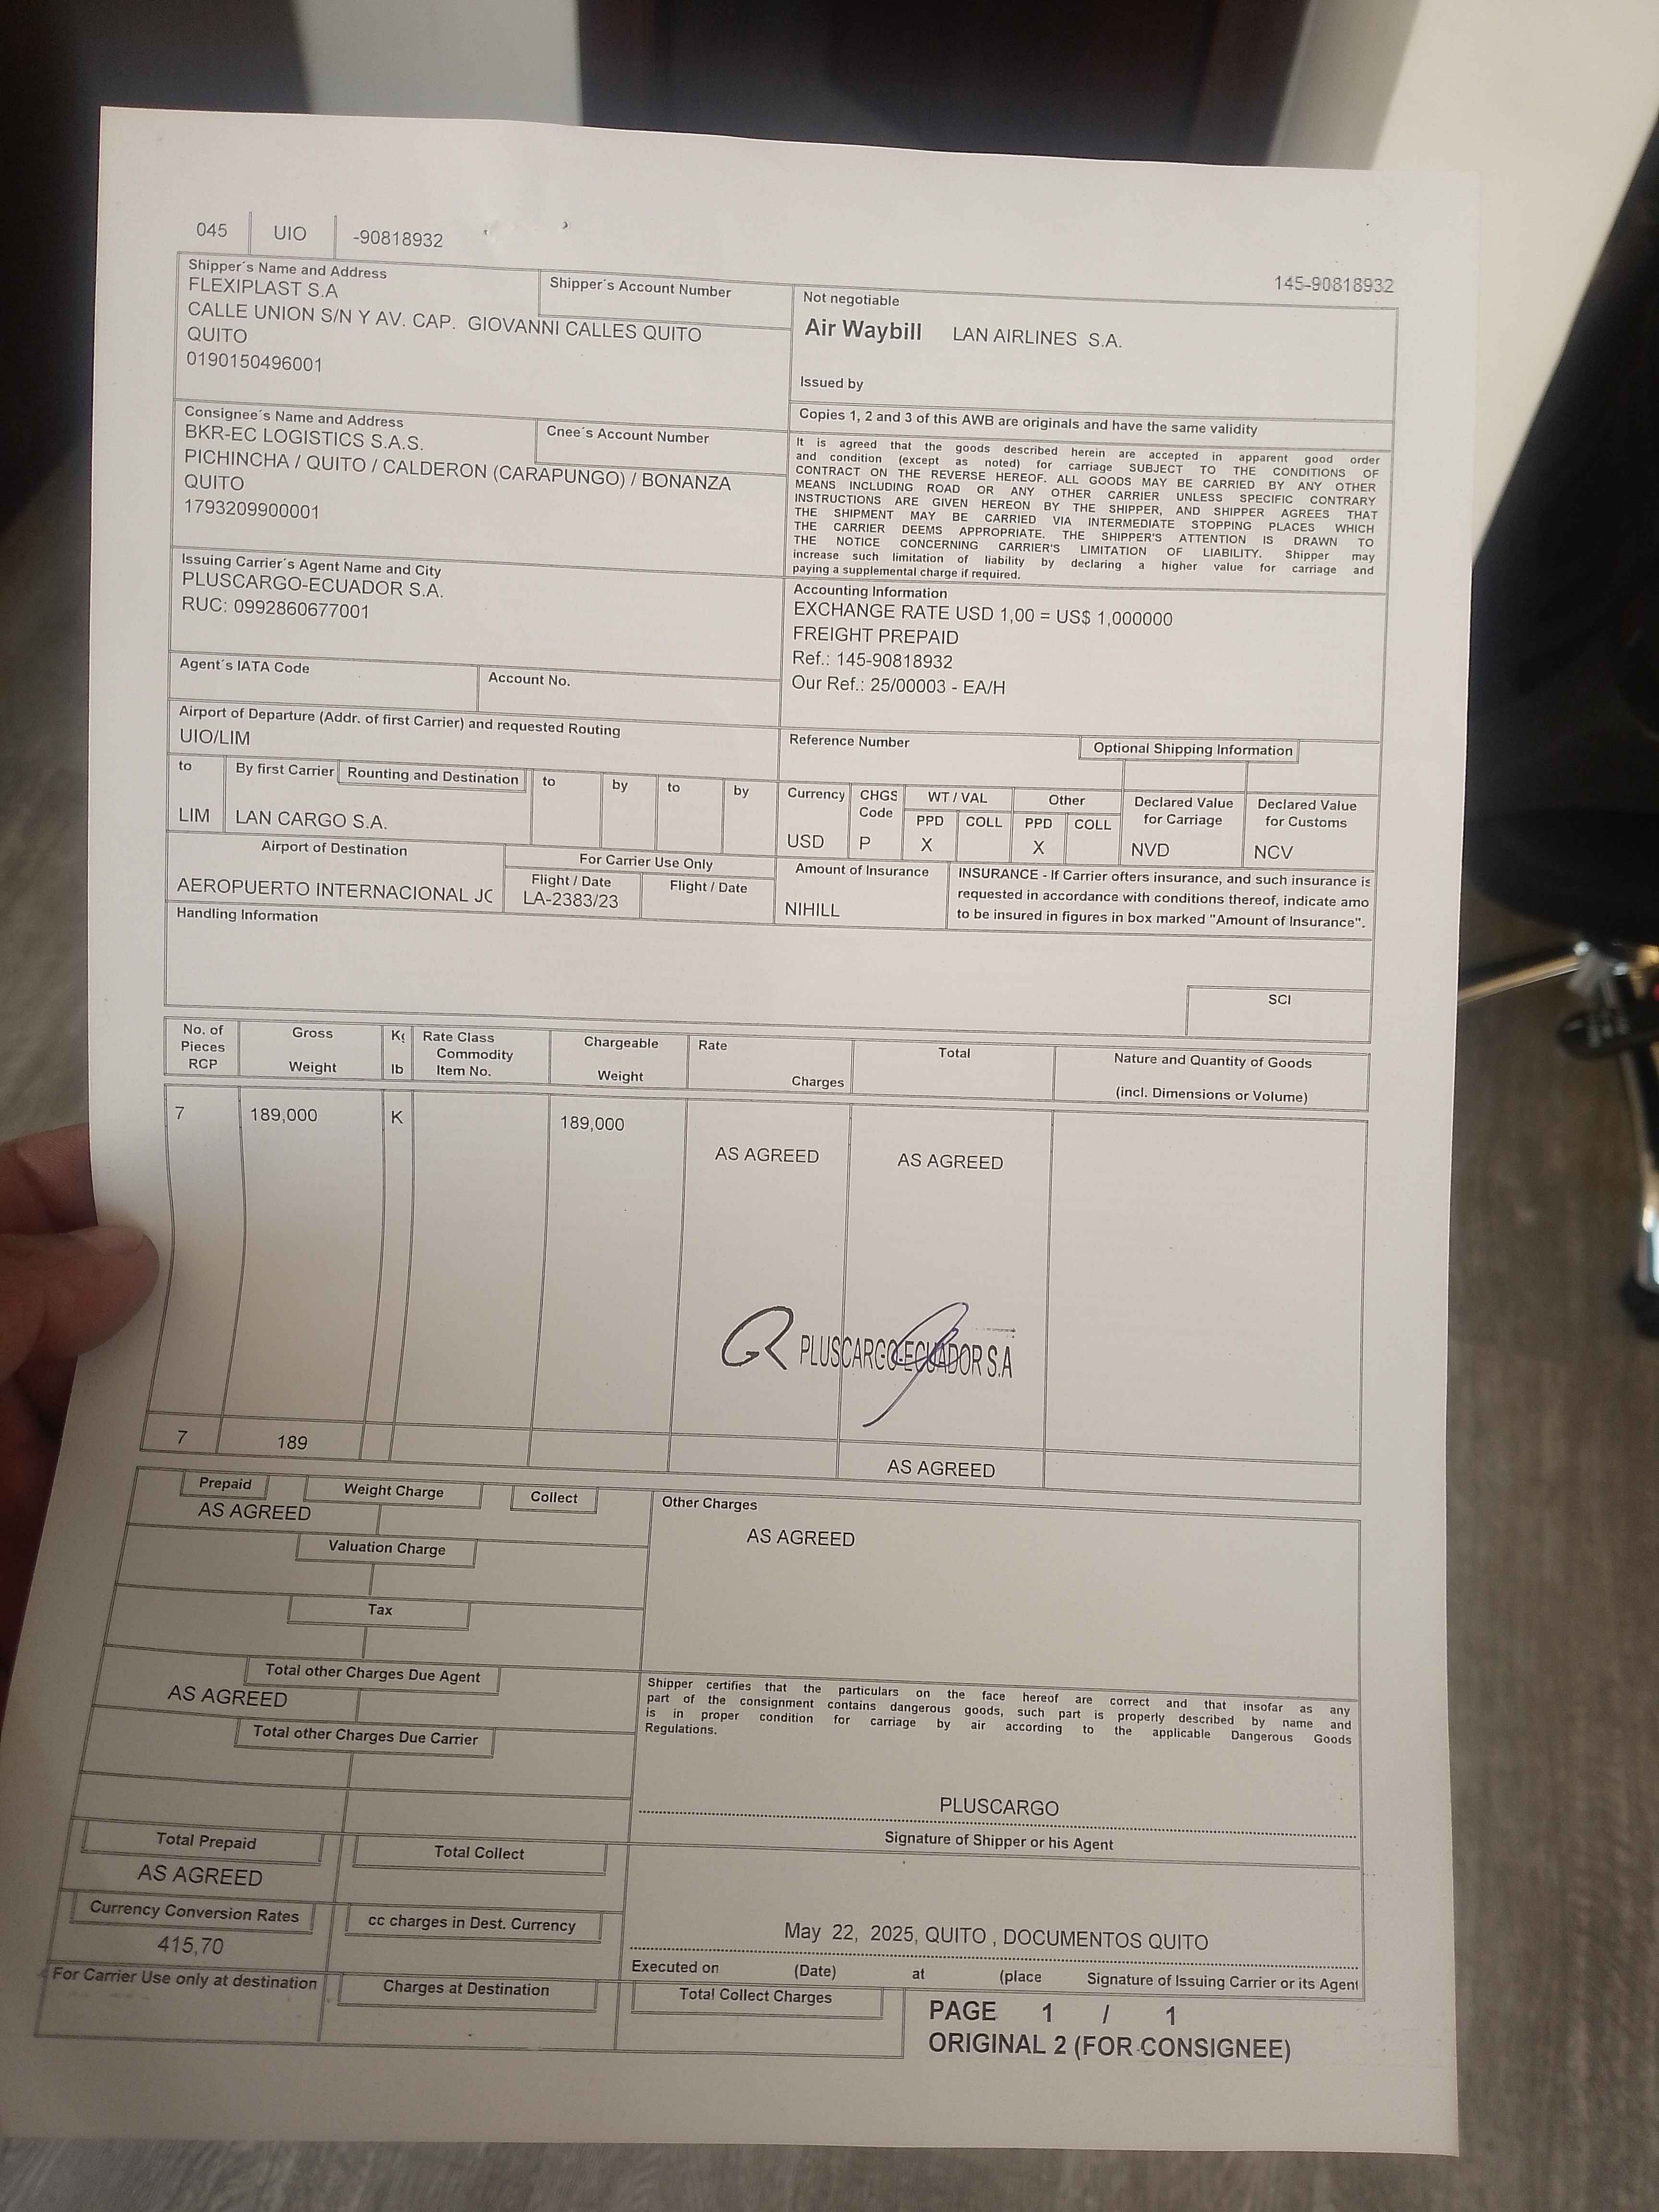 045 UIO -90818932
145-90818932
Shipper´s Name and Address
Shipper´s Account Number
FLEXIPLAST S.A
CALLE UNION S/N Y AV. CAP. GIOVANNI CALLES QUITO
QUITO
0190150496001
Not negotiable
Air Waybill LAN AIRLINES S.A.
Issued by
Copies 1, 2 and 3 of this AWB are originals and have the same validity
Consignee´s Name and Address
Cnee´s Account Number
BKR-EC LOGISTICS S.A.S.
PICHINCHA / QUITO / CALDERON (CARAPUNGO) / BONANZA
QUITO
1793209900001
It is agreed that the goods described herein are accepted in apparent good order
and condition (except as noted) for carriage SUBJECT TO THE CONDITIONS OF
CONTRACT ON THE REVERSE HEREOF. ALL GOODS MAY BE CARRIED BY ANY OTHER
MEANS INCLUDING ROAD OR ANY OTHER CARRIER UNLESS SPECIFIC CONTRARY
INSTRUCTIONS ARE GIVEN HEREON BY THE SHIPPER, AND SHIPPER AGREES THAT
THE SHIPMENT MAY BE CARRIED VIA INTERMEDIATE STOPPING PLACES WHICH
THE CARRIER DEEMS APPROPRIATE. THE SHIPPER'S ATTENTION IS DRAWN TO
THE NOTICE CONCERNING CARRIER'S LIMITATION OF LIABILITY. Shipper may
increase such limitation of liability by declaring a higher value for carriage and
paying a supplemental charge if required.
Issuing Carrier´s Agent Name and City
PLUSCARGO-ECUADOR S.A.
RUC: 0992860677001
Accounting Information
EXCHANGE RATE USD 1,00 = US$ 1,000000
FREIGHT PREPAID
Ref.: 145-90818932
Our Ref.: 25/00003 - EA/H
Agent´s IATA Code
Account No.
Airport of Departure (Addr. of first Carrier) and requested Routing
UIO/LIM
Reference Number
Optional Shipping Information
to By first Carrier Rounting and Destination to by to by
LIM LAN CARGO S.A.
Currency CHGS Code WT / VAL Other Declared Value for Carriage Declared Value for Customs
PPD COLL PPD COLL
USD P X X NVD NCV
Airport of Destination
For Carrier Use Only
Flight / Date Flight / Date
AEROPUERTO INTERNACIONAL JC LA-2383/23
Amount of Insurance
NIHILL
INSURANCE - If Carrier ofters insurance, and such insurance is
requested in accordance with conditions thereof, indicate amo
to be insured in figures in box marked "Amount of Insurance".
Handling Information
SCI
No. of Pieces RCP
Gross Weight
Kg lb
Rate Class Commodity Item No.
Chargeable Weight
Rate Charges
Total
Nature and Quantity of Goods
(incl. Dimensions or Volume)
7 189,000 K 189,000
AS AGREED AS AGREED
PLUSCARGO-ECUADOR S.A
7 189 AS AGREED
Prepaid Weight Charge Collect
AS AGREED
Other Charges
AS AGREED
Valuation Charge
Tax
Total other Charges Due Agent
AS AGREED
Total other Charges Due Carrier
Shipper certifies that the particulars on the face hereof are correct and that insofar as any
part of the consignment contains dangerous goods, such part is properly described by name and
is in proper condition for carriage by air according to the applicable Dangerous Goods
Regulations.
PLUSCARGO
Signature of Shipper or his Agent
Total Prepaid Total Collect
AS AGREED
Currency Conversion Rates cc charges in Dest. Currency
415,70
May 22, 2025, QUITO , DOCUMENTOS QUITO
Executed on (Date) at (place Signature of Issuing Carrier or its Agent
For Carrier Use only at destination
Charges at Destination
Total Collect Charges
PAGE 1 / 1
ORIGINAL 2 (FOR CONSIGNEE)